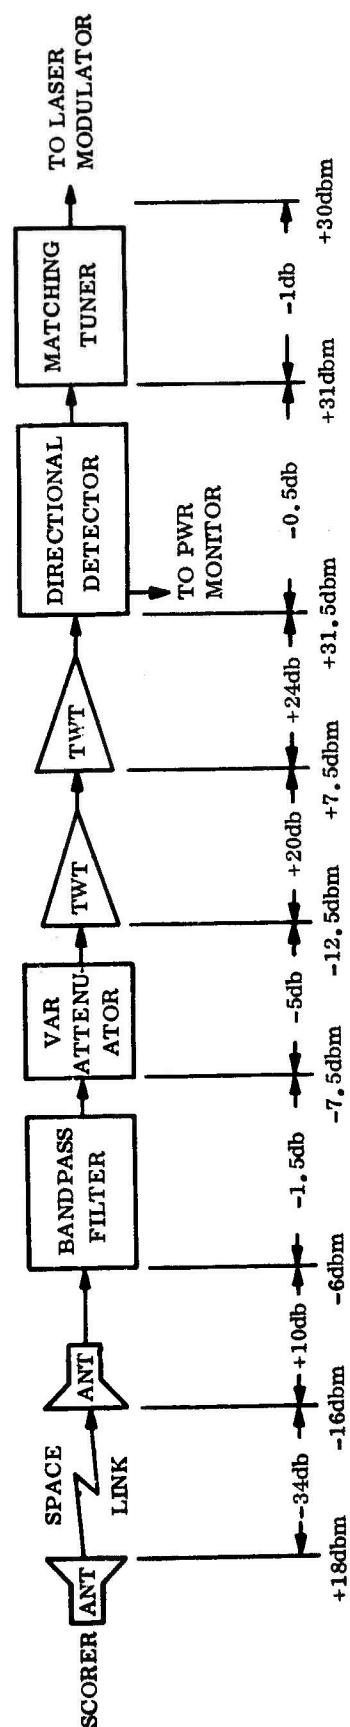 SCORER
ANT
SPACE
LINK
ANT
BANDPASS
FILTER
VAR
ATTENU-
ATOR
TWT
TWT
DIRECTIONAL
DETECTOR
TO PWR
MONITOR
MATCHING
TUNER
TO LASER
MODULATOR
-34db
+10db
-1.5db
-5db
+20db
+24db
-0.5db
-1db
+18dbm
-16dbm
-6dbm
-7.5dbm
-12.5dbm
+7.5dbm
+31.5dbm
+31dbm
+30dbm